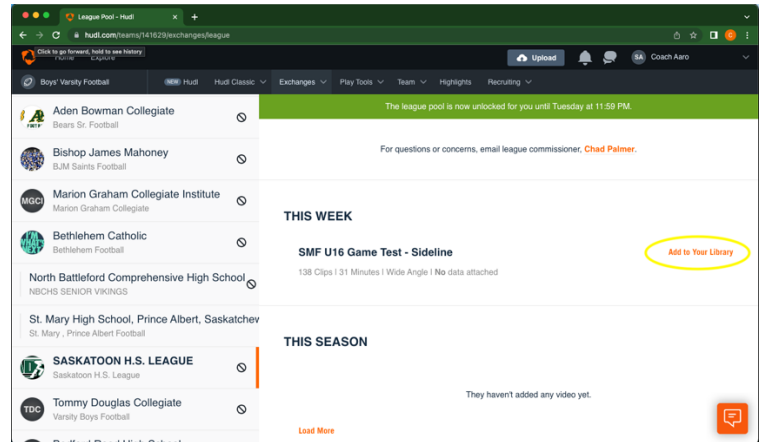 League Pool - Hudl
hudl.com/teams/141629/exchanges/league
Click to go forward, hold to see history
Home Explore
Upload
SA Coach Aaro
Boys' Varsity Football
NEW Hudl
Hudl Classic
Exchanges
Play Tools
Team
Highlights
Recruiting
Aden Bowman Collegiate
Bears Sr. Football
Bishop James Mahoney
BJM Saints Football
MGCI
Marion Graham Collegiate Institute
Marion Graham Collegiate
Bethlehem Catholic
Bethlehem Football
North Battleford Comprehensive High School
NBCHS SENIOR VIKINGS
St. Mary High School, Prince Albert, Saskatchew
St. Mary , Prince Albert Football
SASKATOON H.S. LEAGUE
Saskatoon H.S. League
TDC
Tommy Douglas Collegiate
Varsity Boys Football
The league pool is now unlocked for you until Tuesday at 11:59 PM.
For questions or concerns, email league commissioner, Chad Palmer.
THIS WEEK
SMF U16 Game Test - Sideline
Add to Your Library
138 Clips | 31 Minutes | Wide Angle | No data attached
THIS SEASON
They haven't added any video yet.
Load More